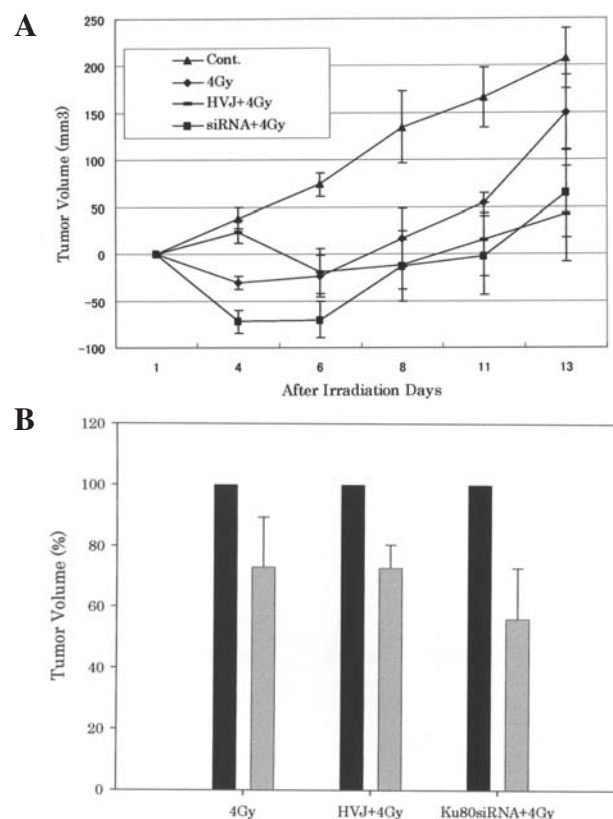 A
250
200
150
100
50
0
-50
-100
Tumor Volume (mm3)
Cont.
4Gy
HVJ+4Gy
siRNA+4Gy
1 4 6 8 11 13
After Irradiation Days
B
120
100
80
60
40
20
0
Tumor Volume (%)
4Gy HVJ+4Gy Ku80siRNA+4Gy